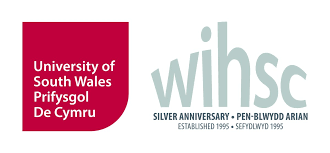 University of
South Wales
Prifysgol
De Cymru
wihsc
SILVER ANNIVERSARY • PEN-BLWYDD ARIAN
ESTABLISHED 1995 • SEFYDLWYD 1995